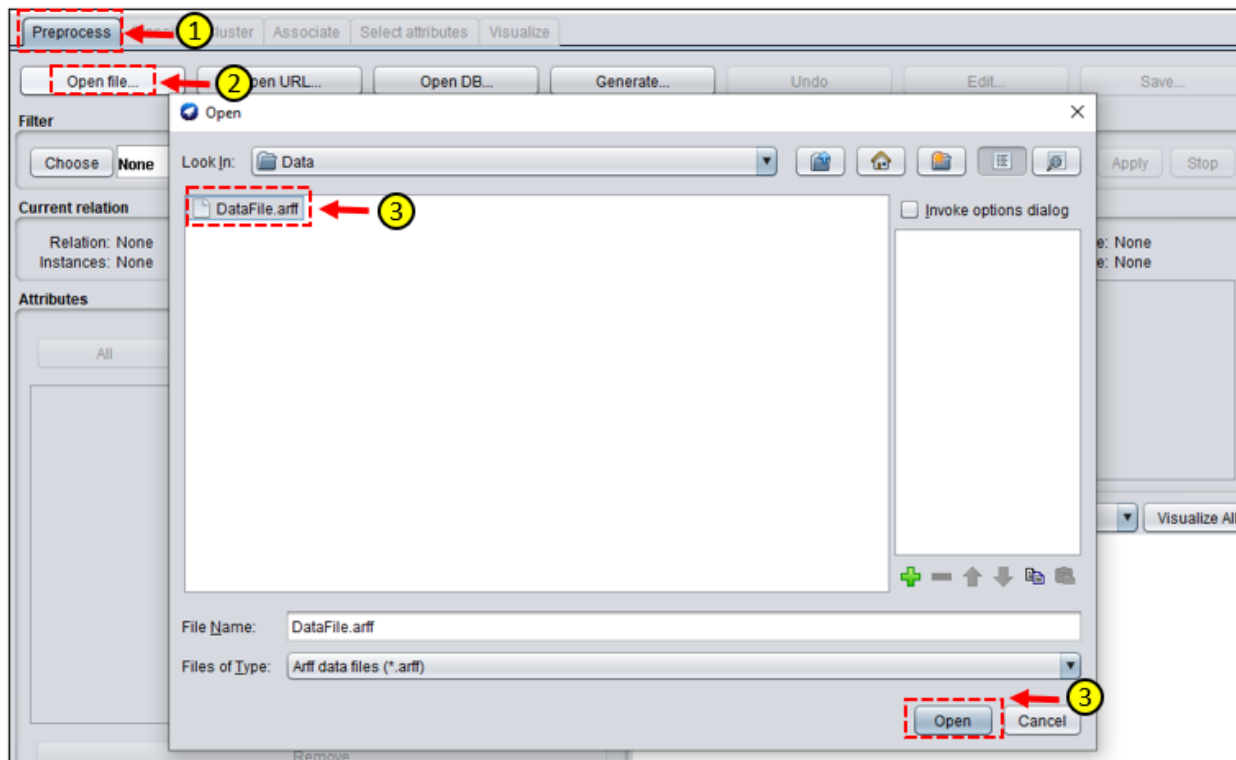 Preprocess 1 luster Associate Select attributes Visualize
Open file... 2 pen URL... Open DB... Generate... Undo Edit... Save...
Open
Filter
Choose None Apply Stop
Look In: Data
DataFile.arff 3
Invoke options dialog
Current relation
Relation: None
Instances: None
e: None
e: None
Attributes
All
Visualize All
File Name: DataFile.arff
Files of Type: Arff data files (*.arff)
3
Open Cancel
Remove